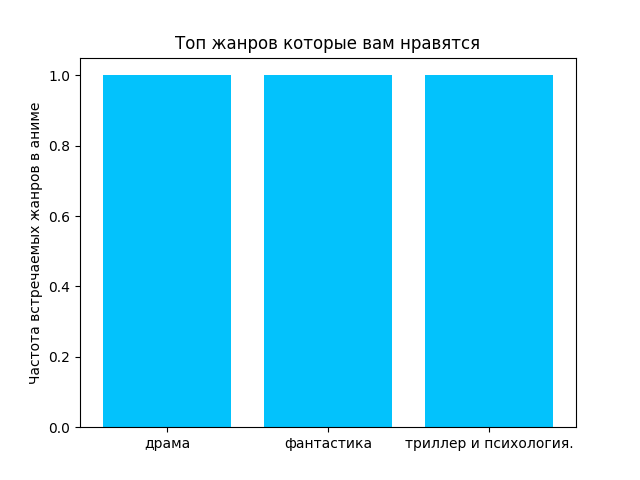 Топ жанров которые вам нравятся
Частота встречаемых жанров в аниме
1.0
0.8
0.6
0.4
0.2
0.0
драма
фантастика
триллер и психология.